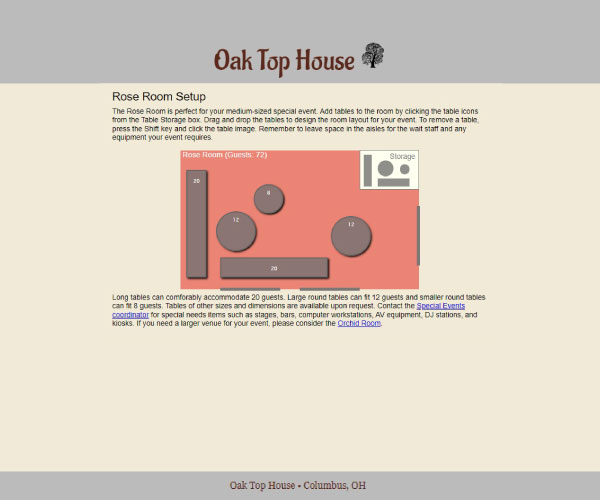 Oak Top House
Rose Room Setup
The Rose Room is perfect for your medium-sized special event. Add tables to the room by clicking the table icons
from the Table Storage box. Drag and drop the tables to design the room layout for your event. To remove a table,
press the Shift key and click the table image. Remember to leave space in the aisles for the wait staff and any
equipment your event requires.
Rose Room (Guests: 72)
Storage
20
8
12
12
20
Long tables can comforably accommodate 20 guests. Large round tables can fit 12 guests and smaller round tables
can fit 8 guests. Tables of other sizes and dimensions are available upon request. Contact the Special Events
coordinator for special needs items such as stages, bars, computer workstations, AV equipment, DJ stations, and
kiosks. If you need a larger venue for your event, please consider the Orchid Room.
Oak Top House • Columbus, OH